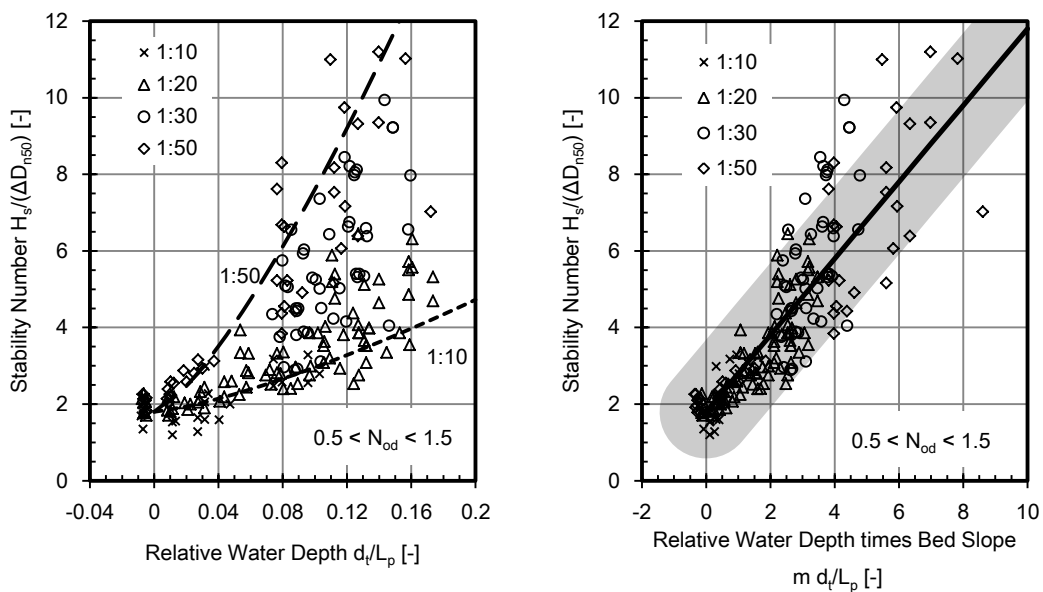 Stability Number Hs/(ΔDn50) [-]
12
10
8
6
4
2
0
× 1:10
△ 1:20
○ 1:30
◇ 1:50
1:50
1:10
0.5 < Nod < 1.5
-0.04 0 0.04 0.08 0.12 0.16 0.2
Relative Water Depth dt/Lp [-]
Stability Number Hs/(ΔDn50) [-]
12
10
8
6
4
2
0
× 1:10
△ 1:20
○ 1:30
◇ 1:50
0.5 < Nod < 1.5
-2 0 2 4 6 8 10
Relative Water Depth times Bed Slope
m dt/Lp [-]